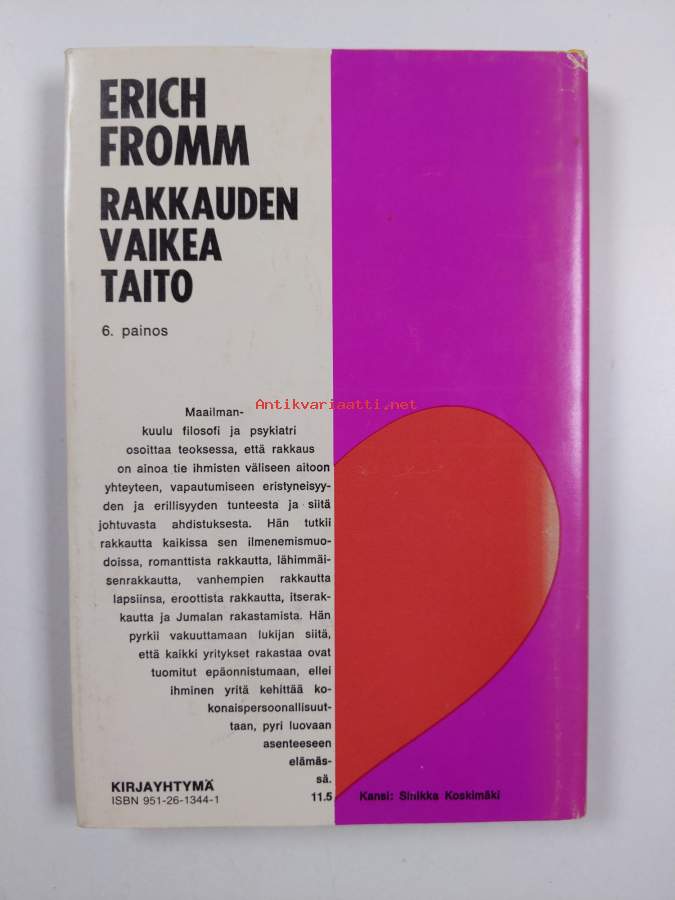 ERICH
FROMM
RAKKAUDEN
VAIKEA
TAITO
6. painos
Antikvariaatti.net
Maailman-
kuulu filosofi ja psykiatri
osoittaa teoksessa, että rakkaus
on ainoa tie ihmisten väliseen aitoon
yhteyteen, vapautumiseen eristyneisyy-
den ja erillisyyden tunteesta ja siitä
johtuvasta ahdistuksesta. Hän tutkii
rakkautta kaikissa sen ilmenemismuo-
doissa, romanttista rakkautta, lähimmäi-
senrakkautta, vanhempien rakkautta
lapsiinsa, eroottista rakkautta, itserak-
kautta ja Jumalan rakastamista. Hän
pyrkii vakuuttamaan lukijan siitä,
että kaikki yritykset rakastaa ovat
tuomitut epäonnistumaan, ellei
ihminen yritä kehittää ko-
konaispersoonallisuut-
taan, pyri luovaan
asenteeseen
elämäs-
sä.
11.5
KIRJAYHTYMÄ
ISBN 951-26-1344-1
Kansi: Sinikka Koskimäki